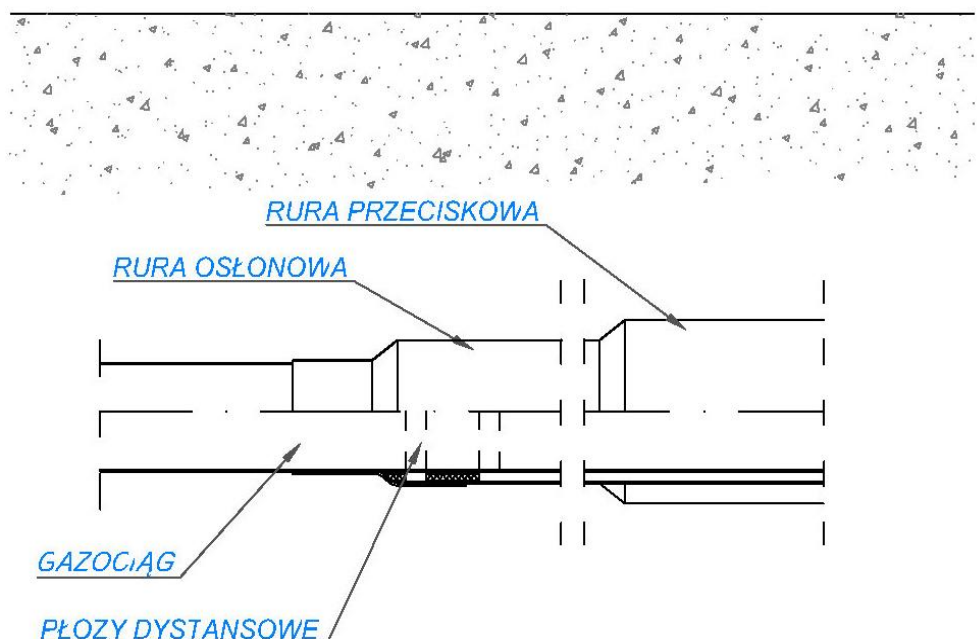 RURA PRZECISKOWA
RURA OSŁONOWA
GAZOCIĄG
PŁOZY DYSTANSOWE